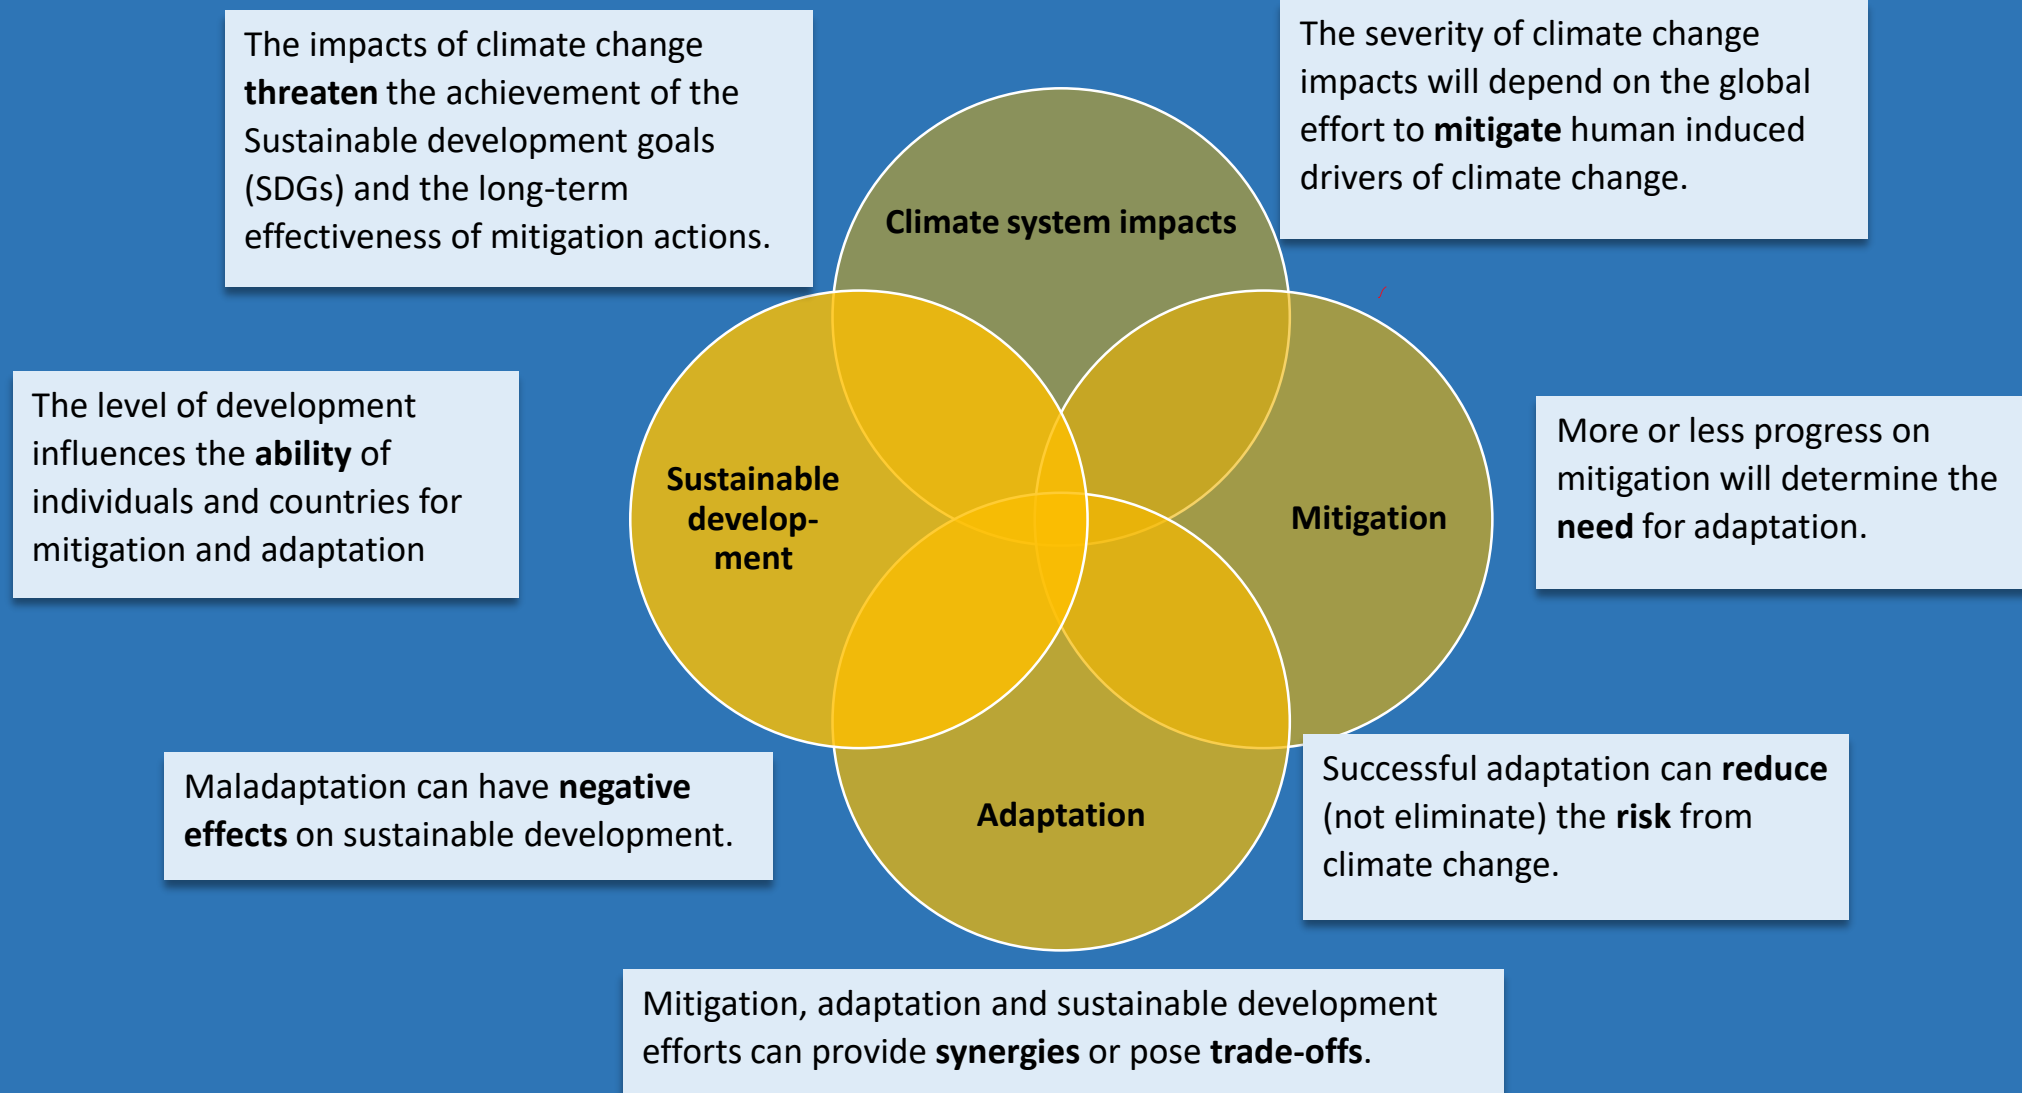 The impacts of climate change
threaten the achievement of the
Sustainable development goals
(SDGs) and the long-term
effectiveness of mitigation actions.
The severity of climate change
impacts will depend on the global
effort to mitigate human induced
drivers of climate change.
Climate system impacts
The level of development
influences the ability of
individuals and countries for
mitigation and adaptation
Sustainable
develop-
ment
Mitigation
More or less progress on
mitigation will determine the
need for adaptation.
Maladaptation can have negative
effects on sustainable development.
Adaptation
Successful adaptation can reduce
(not eliminate) the risk from
climate change.
Mitigation, adaptation and sustainable development
efforts can provide synergies or pose trade-offs.